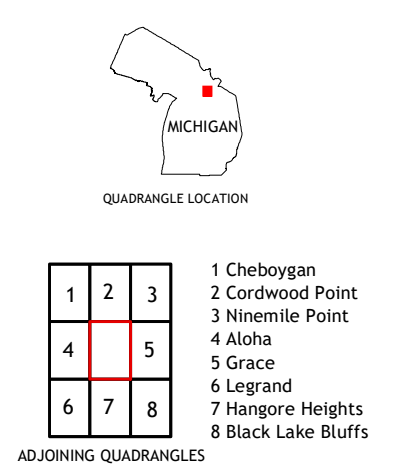 MICHIGAN
QUADRANGLE LOCATION
1 2 3
4 5
6 7 8
1 Cheboygan
2 Cordwood Point
3 Ninemile Point
4 Aloha
5 Grace
6 Legrand
7 Hangore Heights
8 Black Lake Bluffs
ADJOINING QUADRANGLES